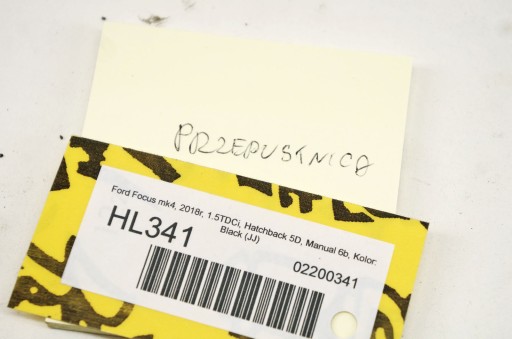 PRZEPUSTNICA
Ford Focus mk4, 2018r, 1.5TDCi, Hatchback 5D, Manual 6b, Kolor:
Black (JJ)
HL341
02200341